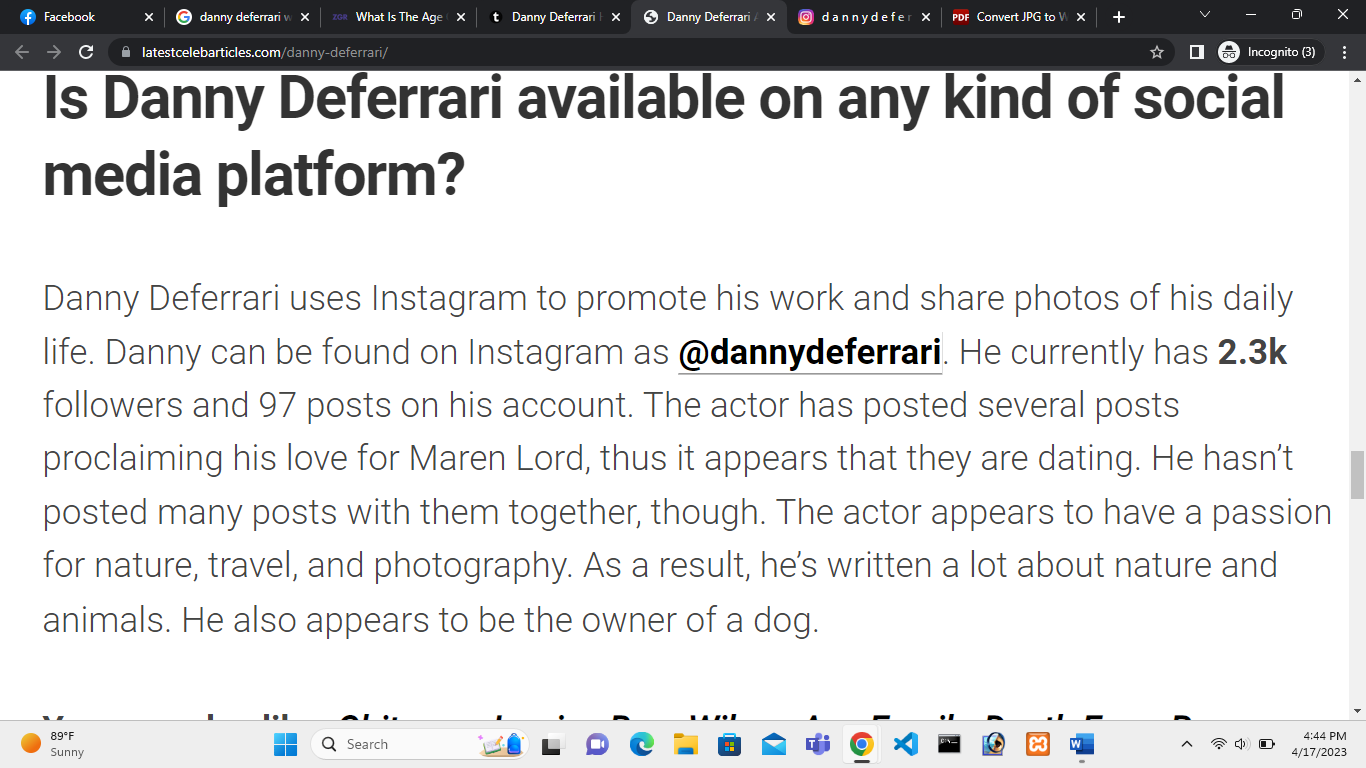 Facebook
danny deferrari w
ZGR What Is The Age
t Danny Deferrari
Danny Deferrari
d a n n y d e f e r
PDF Convert JPG to W
latestcelebarticles.com/danny-deferrari/
Incognito (3)
Is Danny Deferrari available on any kind of social
media platform?
Danny Deferrari uses Instagram to promote his work and share photos of his daily
life. Danny can be found on Instagram as @dannydeferrari. He currently has 2.3k
followers and 97 posts on his account. The actor has posted several posts
proclaiming his love for Maren Lord, thus it appears that they are dating. He hasn’t
posted many posts with them together, though. The actor appears to have a passion
for nature, travel, and photography. As a result, he’s written a lot about nature and
animals. He also appears to be the owner of a dog.
89°F
Sunny
Search
4:44 PM
4/17/2023